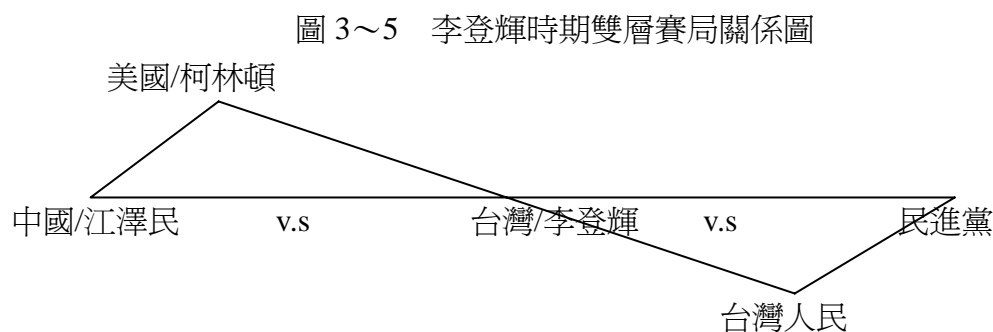 圖 3～5 李登輝時期雙層賽局關係圖
美國/柯林頓
中國/江澤民 v.s 台灣/李登輝 v.s 民進黨
台灣人民